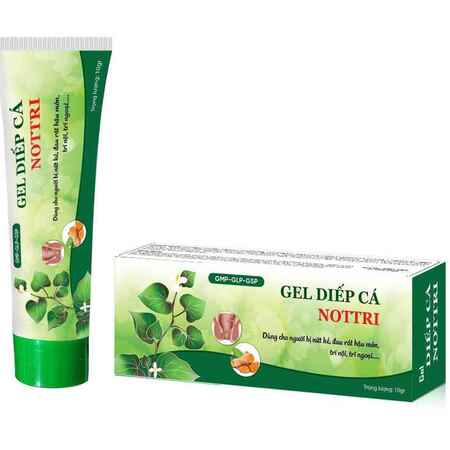 GEL DIẾP CÁ
NOTTRI
Dùng cho người bị nứt kẽ, đau rát hậu môn,
trĩ nội, trĩ ngoại....
Trọng lượng: 10gr
GMP-GLP-GSP
GMP-GLP-GSP
GEL DIẾP CÁ
NOTTRI
Dùng cho người bị nứt kẽ, đau rát hậu môn,
trĩ nội, trĩ ngoại....
Trọng lượng: 10gr
Gel DIẾP CÁ
NOTTRI